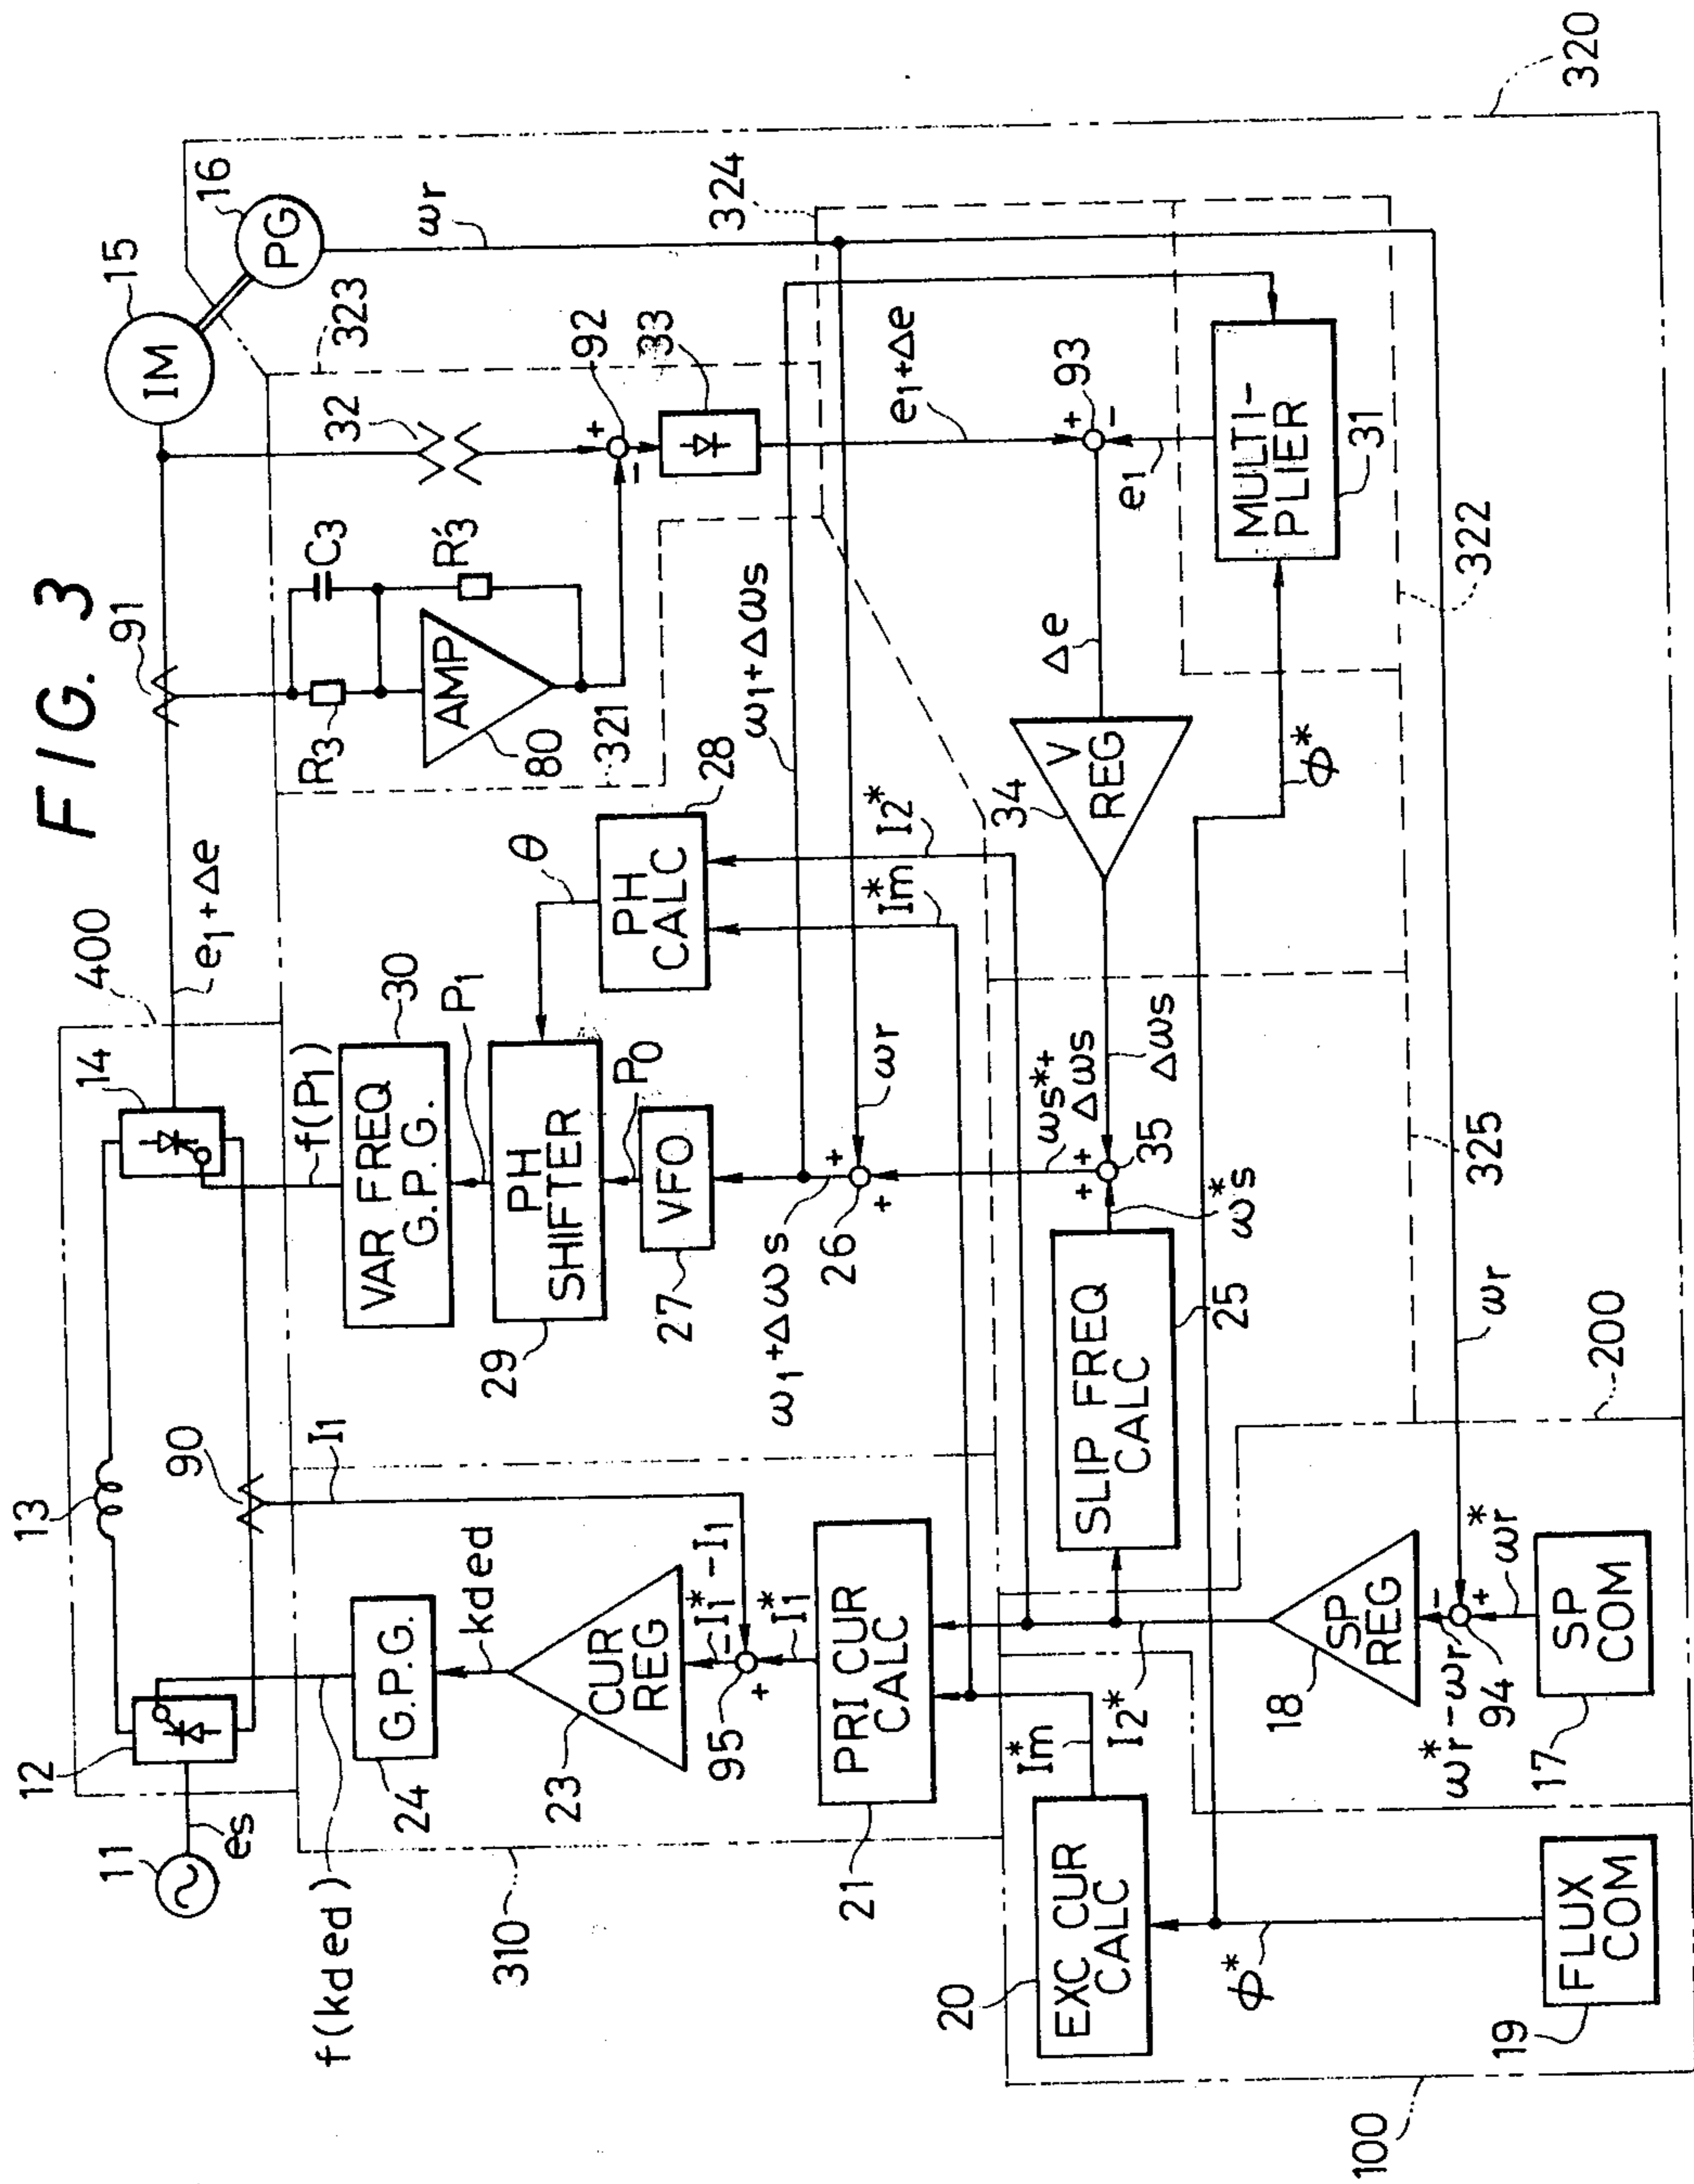 FIG. 3
11
es
12
13
90
14
400
e1+Δe
91
15
IM
16
PG
ωr
f(kded)
G.P.G.
24
kded
CUR
REG
23
I1
I1*-I1
95
+
-
I1*
PRI CUR
CALC
21
310
f(P1)
VAR FREQ
G.P.G.
30
P1
PH
SHIFTER
29
P0
VFO
27
ω1+Δωs
26
+
+
ωr
θ
PH
CALC
28
Im*
I2*
ω1+Δωs
R3
C3
R'3
AMP
80
321
32
92
+
-
33
323
324
e1+Δe
93
+
-
e1
Δe
MULTI-
PLIER
31
322
V
REG
34
Δωs
ωs*+
Δωs
35
+
+
ωs*
SLIP FREQ
CALC
25
φ*
325
320
EXC CUR
CALC
20
Im*
I2*
φ*
FLUX
COM
19
100
SP
REG
18
ωr*-ωr
94
-
+
ωr*
SP
COM
17
ωr
200